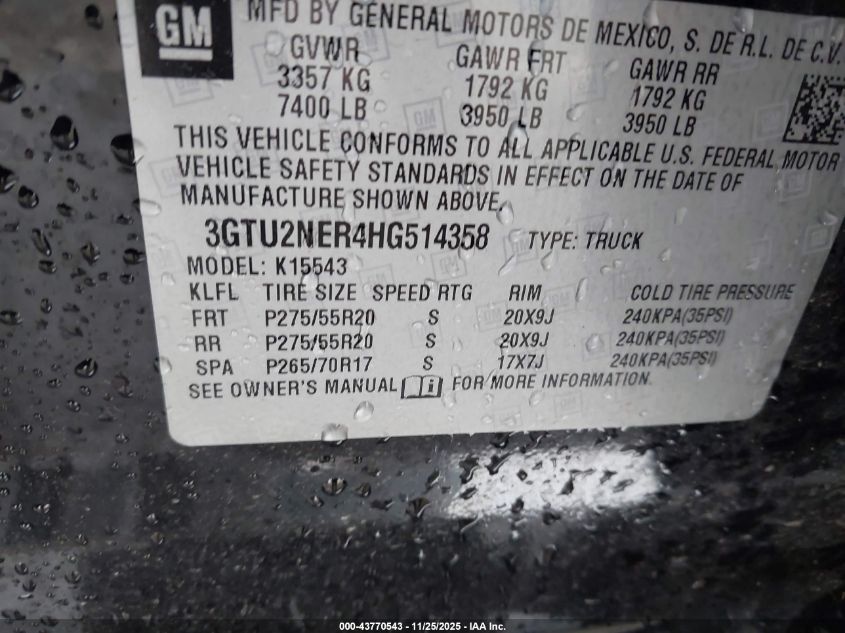 GM
MFD BY GENERAL MOTORS DE MEXICO, S. DE R.L. DE C.V.
GVWR GAWR FRT GAWR RR
3357 KG 1792 KG 1792 KG
7400 LB 3950 LB 3950 LB
THIS VEHICLE CONFORMS TO ALL APPLICABLE U.S. FEDERAL MOTOR
VEHICLE SAFETY STANDARDS IN EFFECT ON THE DATE OF
MANUFACTURE SHOWN ABOVE.
3GTU2NER4HG514358 TYPE: TRUCK
MODEL: K15543
KLFL TIRE SIZE SPEED RTG RIM COLD TIRE PRESSURE
FRT P275/55R20 S 20X9J 240KPA(35PSI)
RR P275/55R20 S 20X9J 240KPA(35PSI)
SPA P265/70R17 S 17X7J 240KPA(35PSI)
SEE OWNER'S MANUAL FOR MORE INFORMATION.
000-43770543 - 11/25/2025 - IAA Inc.